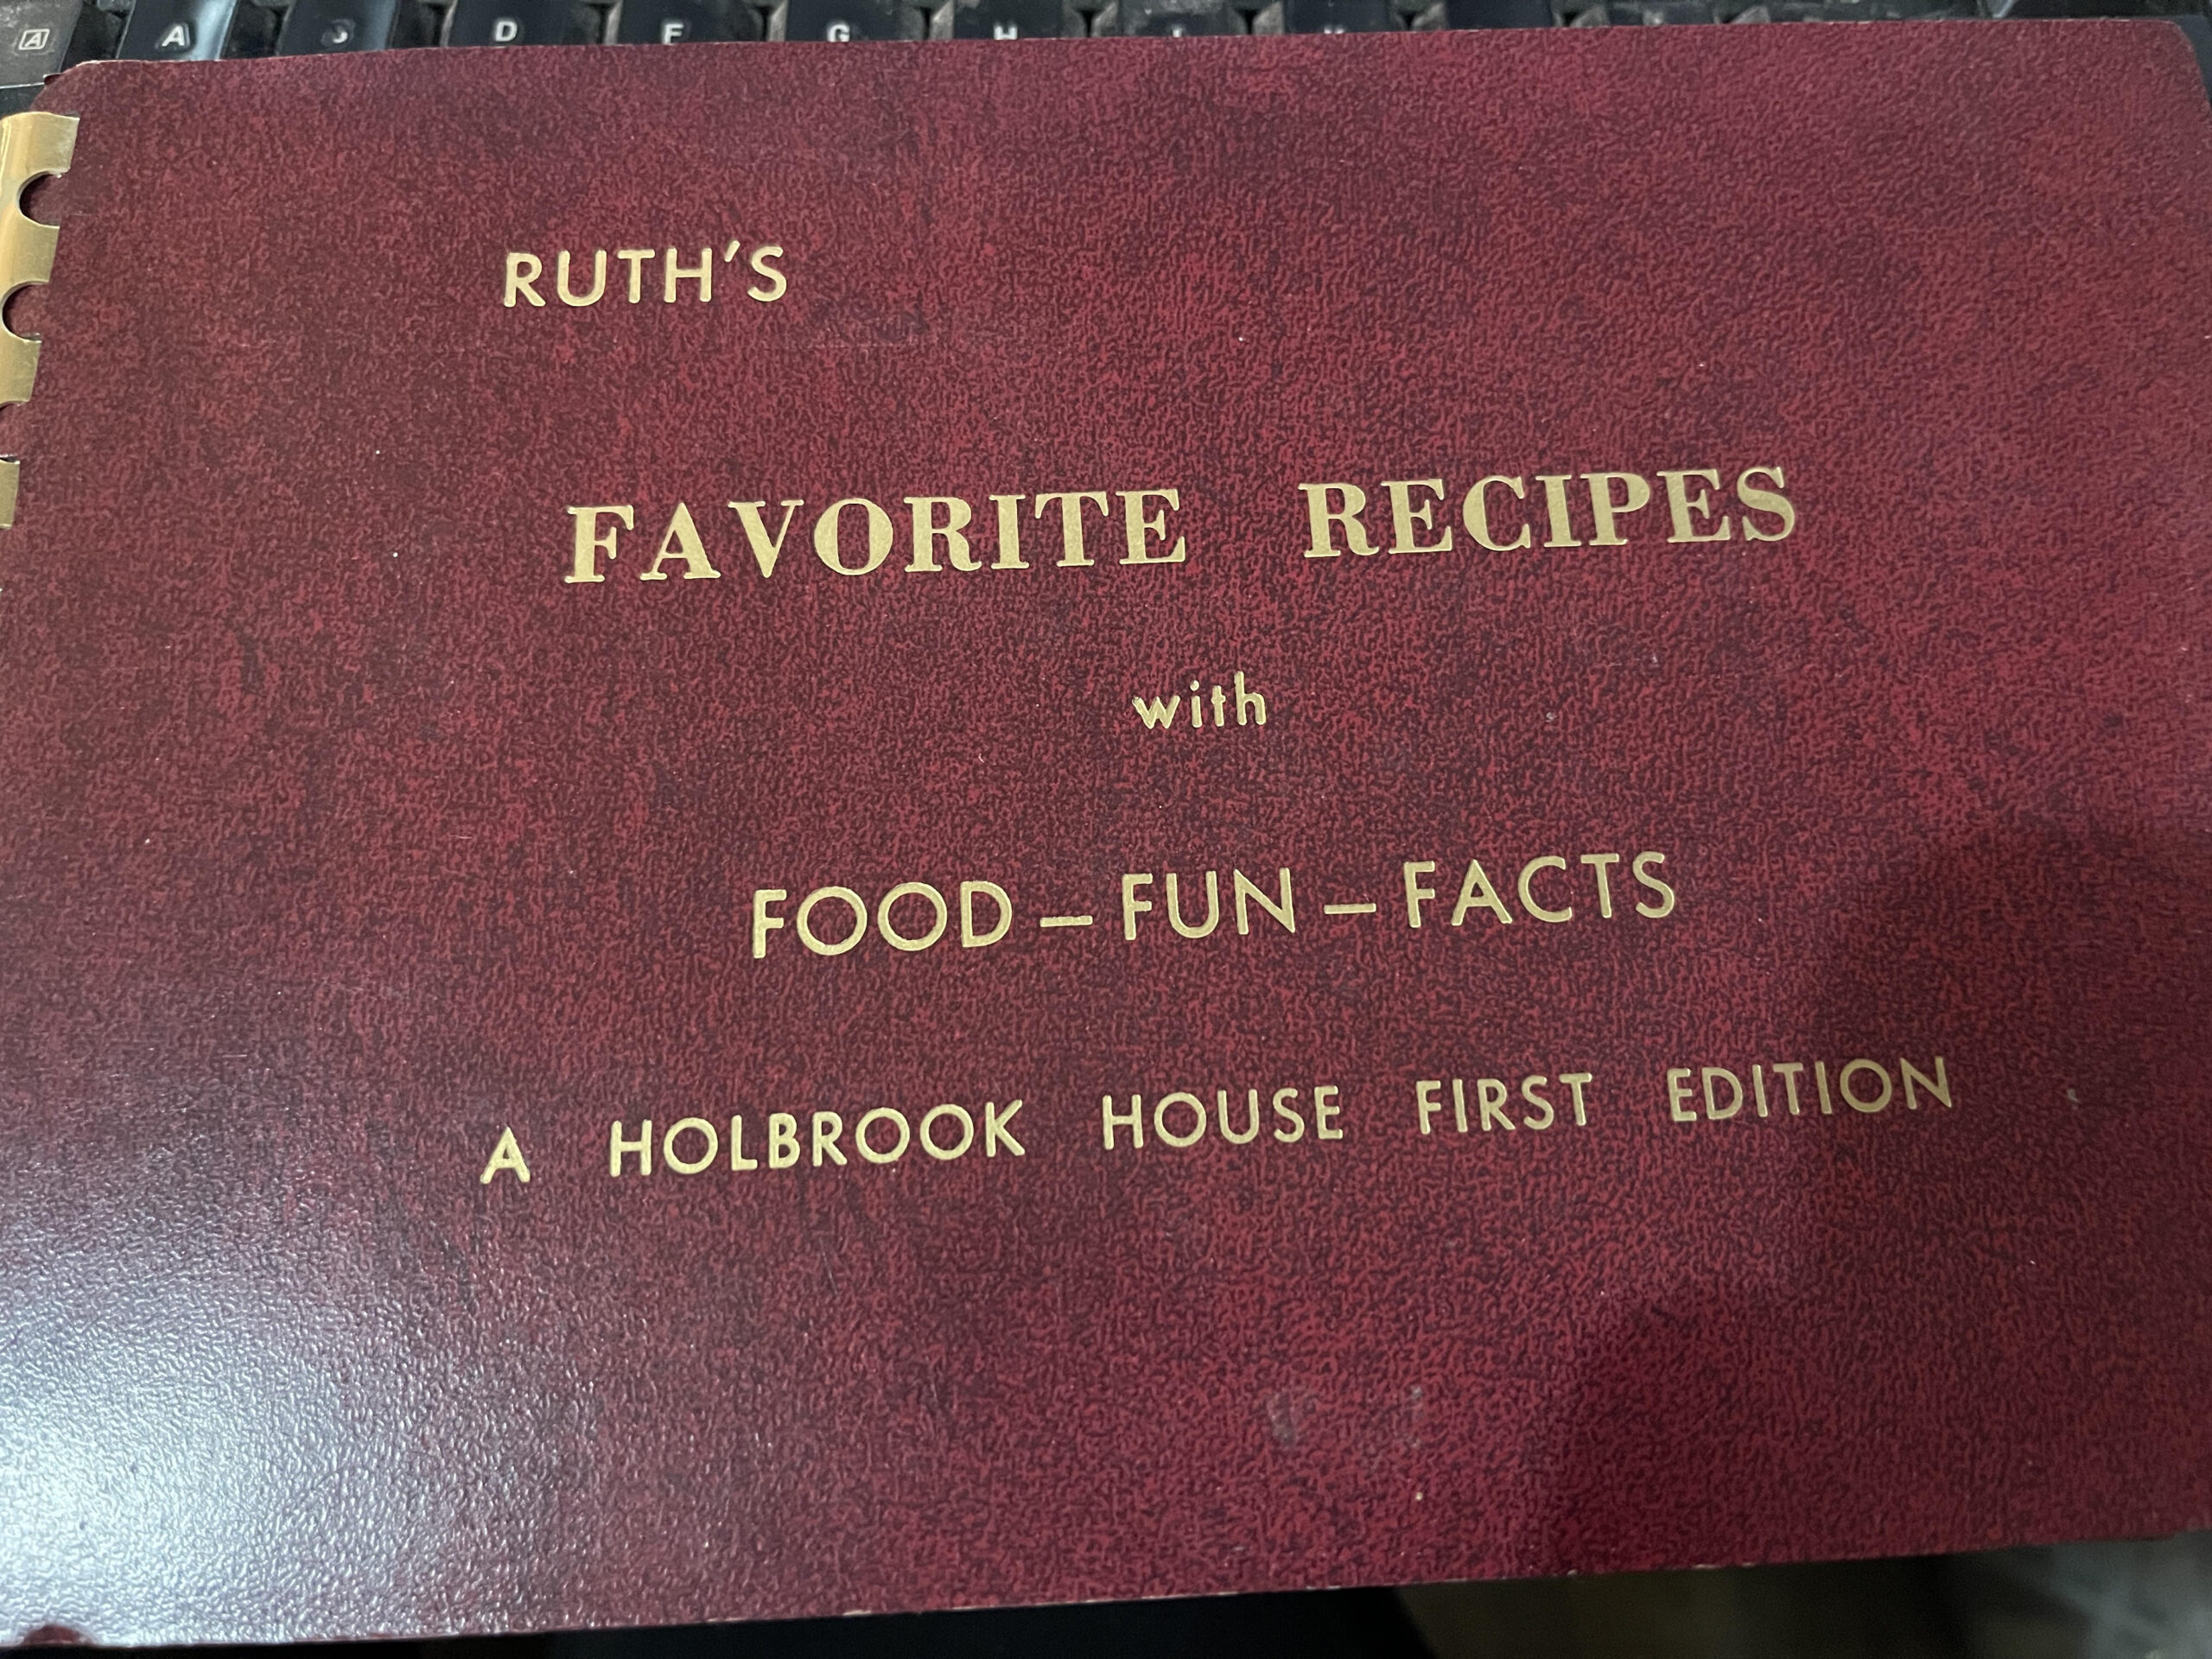 A A S D F G H
RUTH'S
FAVORITE RECIPES
with
FOOD – FUN – FACTS
A HOLBROOK HOUSE FIRST EDITION